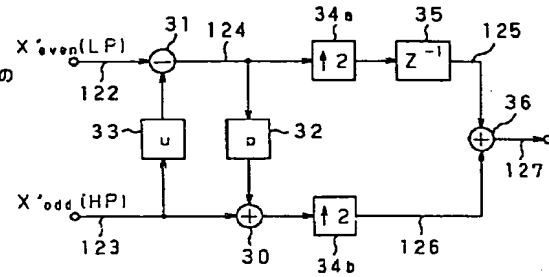 31
124
34a
35
X'even(LP)
−
↑2
Z⁻¹
125
の
122
36
33
u
p
32
+
127
X'odd(HP)
+
↑2
123
30
34b
126